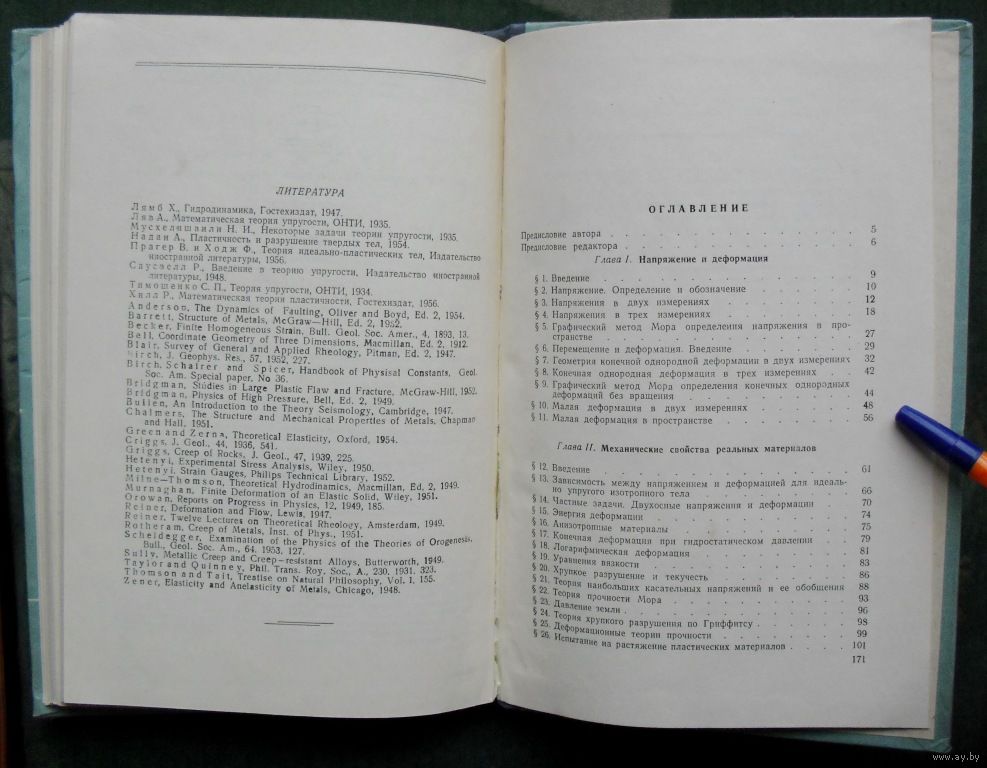 ЛИТЕРАТУРА
Лямб Х., Гидродинамика, Гостехиздат, 1947.
Ляв А., Математическая теория упругости, ОНТИ, 1935.
Мусхелишвили Н. И., Некоторые задачи теории упругости, 1935.
Надаи А., Пластичность и разрушение твердых тел, 1954.
Прагер В. и Ходж Ф., Теория идеально-пластических тел, Издательство
иностранной литературы, 1956.
Саусвелл Р., Введение в теорию упругости, Издательство иностранной
литературы, 1948.
Тимошенко С. П., Теория упругости, ОНТИ, 1934.
Хилл Р., Математическая теория пластичности, Гостехиздат, 1956.
Anderson, The Dynamics of Faulting, Oliver and Boyd, Ed. 2, 1954.
Barrett, Structure of Metals, McGraw—Hill, Ed. 2, 1952.
Becker, Finite Homogeneous Strain, Bull. Geol. Soc. Amer., 4, 1893, 13.
Bell, Coordinate Geometry of Three Dimensions, Macmillan, Ed. 2, 1912.
Blair, Survey of General and Applied Rheology, Pitman, Ed. 2, 1947.
Birch, J. Geophys. Res., 57, 1952, 227.
Birch, Schairer and Spicer, Handbook of Physical Constants, Geol.
Soc. Am. Special paper, No 36.
Bridgman, Studies in Large Plastic Flaw and Fracture, McGraw-Hill, 1952.
Bridgman, Physics of High Pressure, Bell, Ed. 2, 1949.
Bullen, An Introduction to the Theory Seismology, Cambridge, 1947.
Chalmers, The Structure and Mechanical Properties of Metals, Chapman
and Hall, 1951.
Green and Zerna, Theoretical Elasticity, Oxford, 1954.
Criggs, J. Geol., 44, 1936, 541.
Griggs, Creep of Rocks, J. Geol., 47, 1939, 225.
Hetenyi, Experimental Stress Analysis, Wiley, 1950.
Hetenyi, Strain Gauges, Philips Technical Library, 1952.
Milne—Thomson, Theoretical Hydrodynamics, Macmillan, Ed. 2, 1949.
Murnaghan, Finite Deformation of an Elastic Solid, Wiley, 1951.
Orowan, Reports on Progress in Physics, 12, 1949, 185.
Reiner, Deformation and Flow, Lewis, 1947.
Reiner, Twelve Lectures on Theoretical Rheology, Amsterdam, 1949.
Rotheram, Creep of Metals, Inst. of Phys., 1951.
Scheidegger, Examination of the Physics of the Theories of Orogenesis,
Bull., Geol. Soc. Am., 64, 1953, 127.
Sully, Metallic Creep and Creep—resistant Alloys, Butterworth, 1949.
Taylor and Quinney, Phil. Trans. Roy. Soc., A., 230, 1931. 323.
Thomson and Tait, Treatise on Natural Philosophy, Vol. I, 155.
Zener, Elasticity and Anelasticity of Metals, Chicago, 1948.
ОГЛАВЛЕНИЕ
Предисловие автора . . . 5
Предисловие редактора . . . 6
Глава I. Напряжение и деформация
§ 1. Введение . . . 9
§ 2. Напряжение. Определение и обозначение . . . 10
§ 3. Напряжения в двух измерениях . . . 12
§ 4. Напряжения в трех измерениях . . . 18
§ 5. Графический метод Мора определения напряжения в про-
странстве . . . 27
§ 6. Перемещение и деформация. Введение . . . 29
§ 7. Геометрия конечной однородной деформации в двух измерениях 32
§ 8. Конечная однородная деформация в трех измерениях . . . 42
§ 9. Графический метод Мора определения конечных однородных
деформаций без вращения . . . 44
§ 10. Малая деформация в двух измерениях . . . 48
§ 11. Малая деформация в пространстве . . . 56
Глава II. Механические свойства реальных материалов
§ 12. Введение . . . 61
§ 13. Зависимость между напряжением и деформацией для идеаль-
но упругого изотропного тела . . . 66
§ 14. Частные задачи. Двухосные напряжения и деформации . . . 70
§ 15. Энергия деформации . . . 74
§ 16. Анизотропные материалы . . . 75
§ 17. Конечная деформация при гидростатическом давлении . . . 79
§ 18. Логарифмическая деформация . . . 81
§ 19. Уравнения вязкости . . . 83
§ 20. Хрупкое разрушение и текучесть . . . 86
§ 21. Теория наибольших касательных напряжений и ее обобщения 88
§ 22. Теория прочности Мора . . . 93
§ 23. Давление земли . . . 96
§ 24. Теория хрупкого разрушения по Гриффитсу . . . 98
§ 25. Деформационные теории прочности . . . 99
§ 26. Испытание на растяжение пластических материалов . . . 101
171
www.ay.by